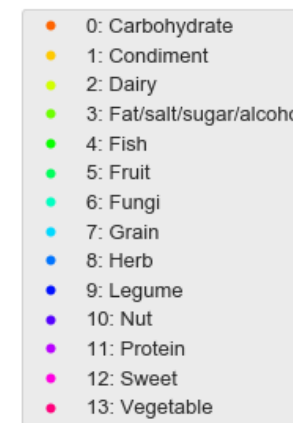 0: Carbohydrate
1: Condiment
2: Dairy
3: Fat/salt/sugar/alcoho
4: Fish
5: Fruit
6: Fungi
7: Grain
8: Herb
9: Legume
10: Nut
11: Protein
12: Sweet
13: Vegetable